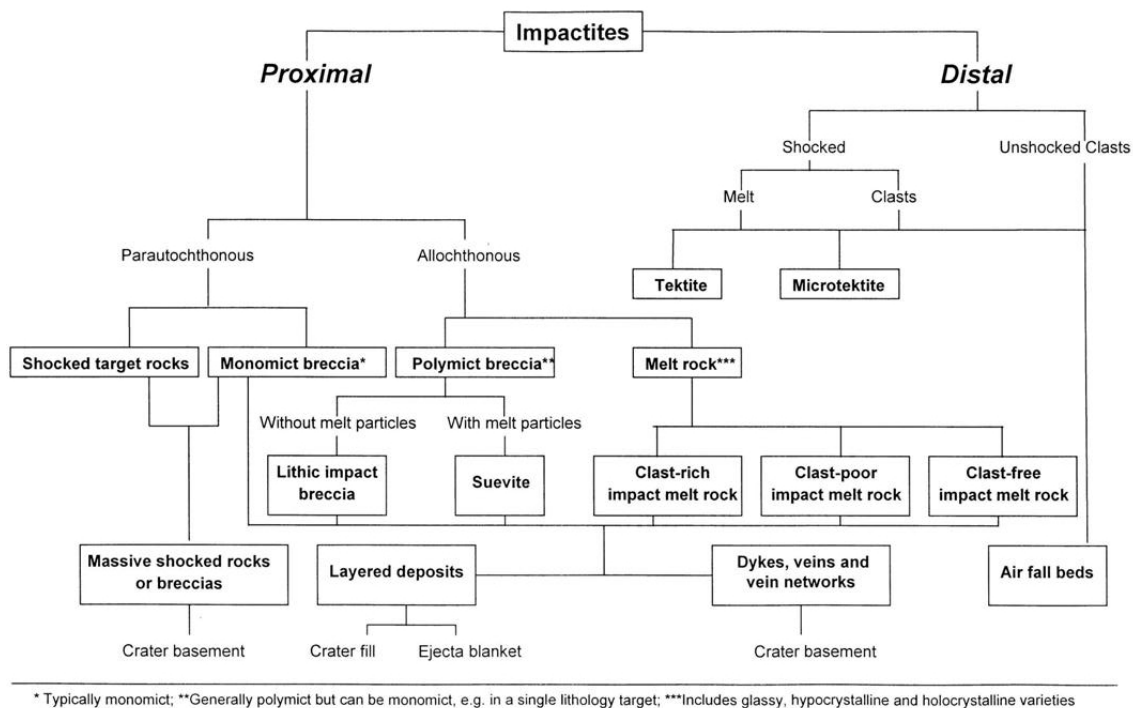 Impactites
Proximal
Distal
Shocked
Unshocked Clasts
Melt
Clasts
Parautochthonous
Allochthonous
Tektite
Microtektite
Shocked target rocks
Monomict breccia*
Polymict breccia**
Melt rock***
Without melt particles
With melt particles
Lithic impact
breccia
Suevite
Clast-rich
impact melt rock
Clast-poor
impact melt rock
Clast-free
impact melt rock
Massive shocked rocks
or breccias
Layered deposits
Dykes, veins and
vein networks
Air fall beds
Crater basement
Crater fill
Ejecta blanket
Crater basement
* Typically monomict; **Generally polymict but can be monomict, e.g. in a single lithology target; ***Includes glassy, hypocrystalline and holocrystalline varieties